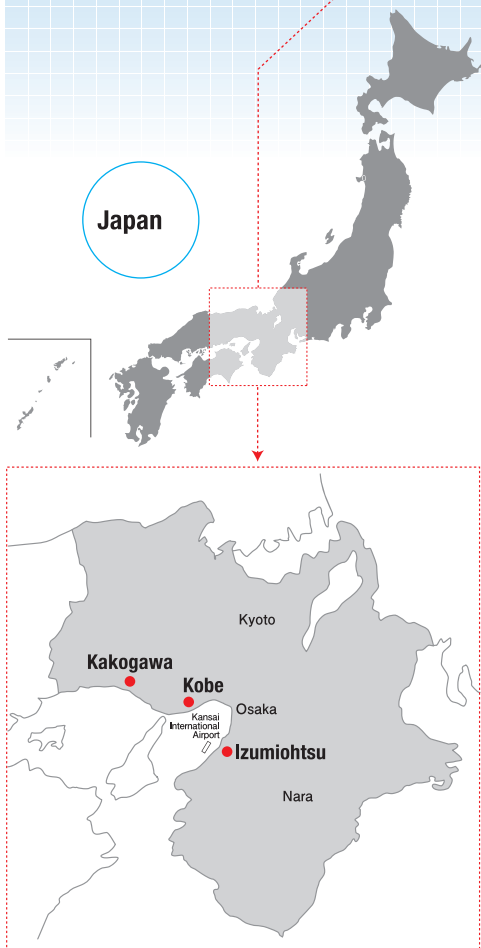 Japan
Kyoto
Kakogawa
Kobe
Osaka
Kansai
International
Airport
Izumiohtsu
Nara